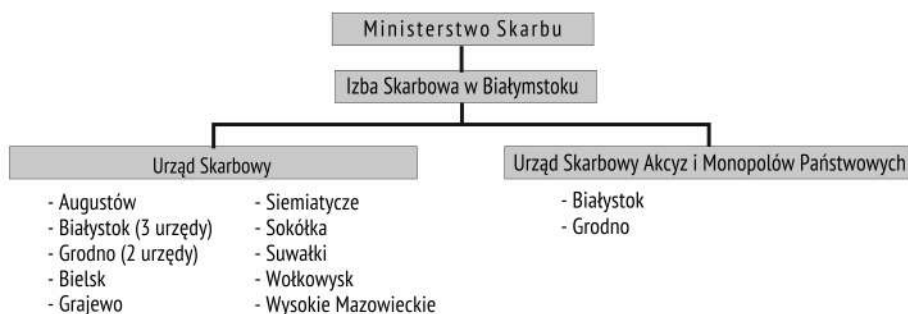 Ministerstwo Skarbu
Izba Skarbowa w Białymstoku
Urząd Skarbowy
- Augustów
- Białystok (3 urzędy)
- Grodno (2 urzędy)
- Bielsk
- Grajewo
- Siemiatycze
- Sokółka
- Suwałki
- Wołkowysk
- Wysokie Mazowieckie
Urząd Skarbowy Akcyz i Monopolów Państwowych
- Białystok
- Grodno